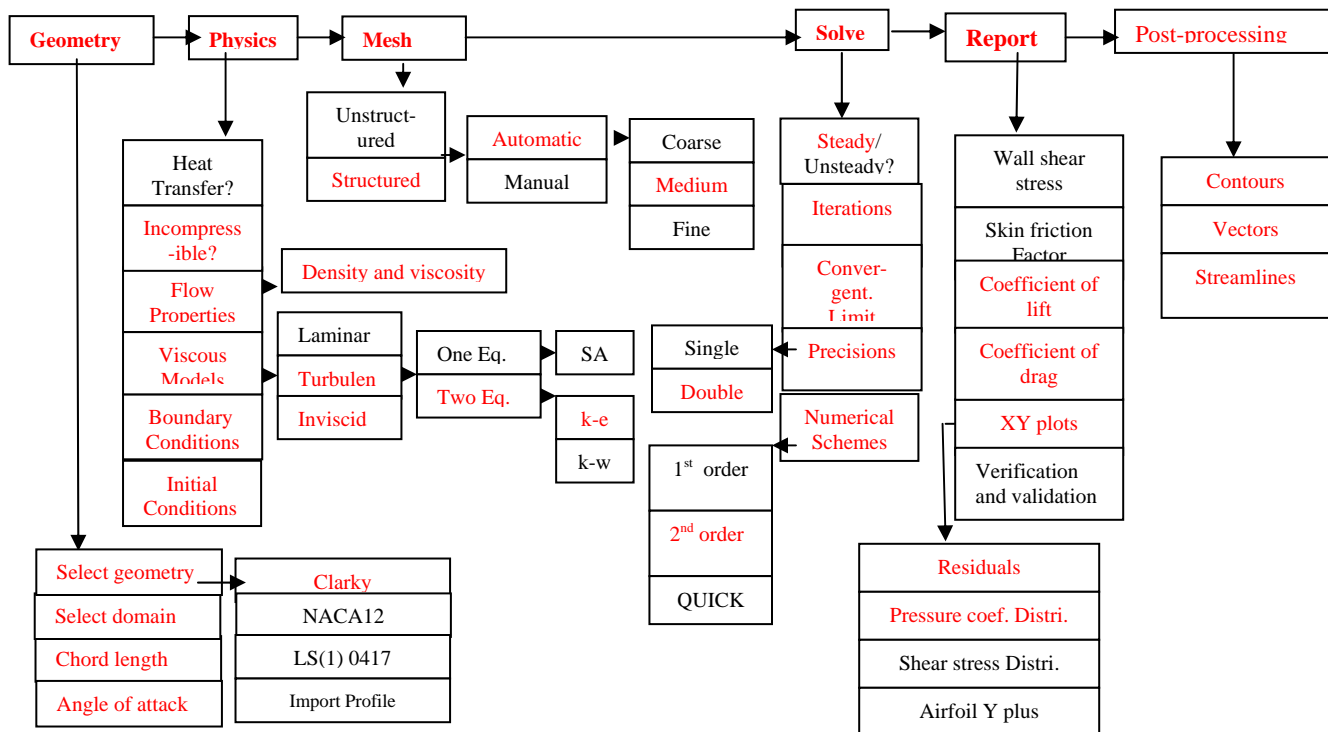 Geometry
Physics
Mesh
Solve
Report
Post-processing
Unstruct-
ured
Structured
Automatic
Manual
Coarse
Medium
Fine
Heat
Transfer?
Incompress
-ible?
Flow
Properties
Viscous
Models
Boundary
Conditions
Initial
Conditions
Density and viscosity
Laminar
Turbulen
Inviscid
One Eq.
Two Eq.
SA
k-e
k-w
Steady/
Unsteady?
Iterations
Conver-
gent.
Limit
Precisions
Numerical
Schemes
Single
Double
1st order
2nd order
QUICK
Wall shear
stress
Skin friction
Factor
Coefficient of
lift
Coefficient of
drag
XY plots
Verification
and validation
Contours
Vectors
Streamlines
Select geometry
Select domain
Chord length
Angle of attack
Clarky
NACA12
LS(1) 0417
Import Profile
Residuals
Pressure coef. Distri.
Shear stress Distri.
Airfoil Y plus